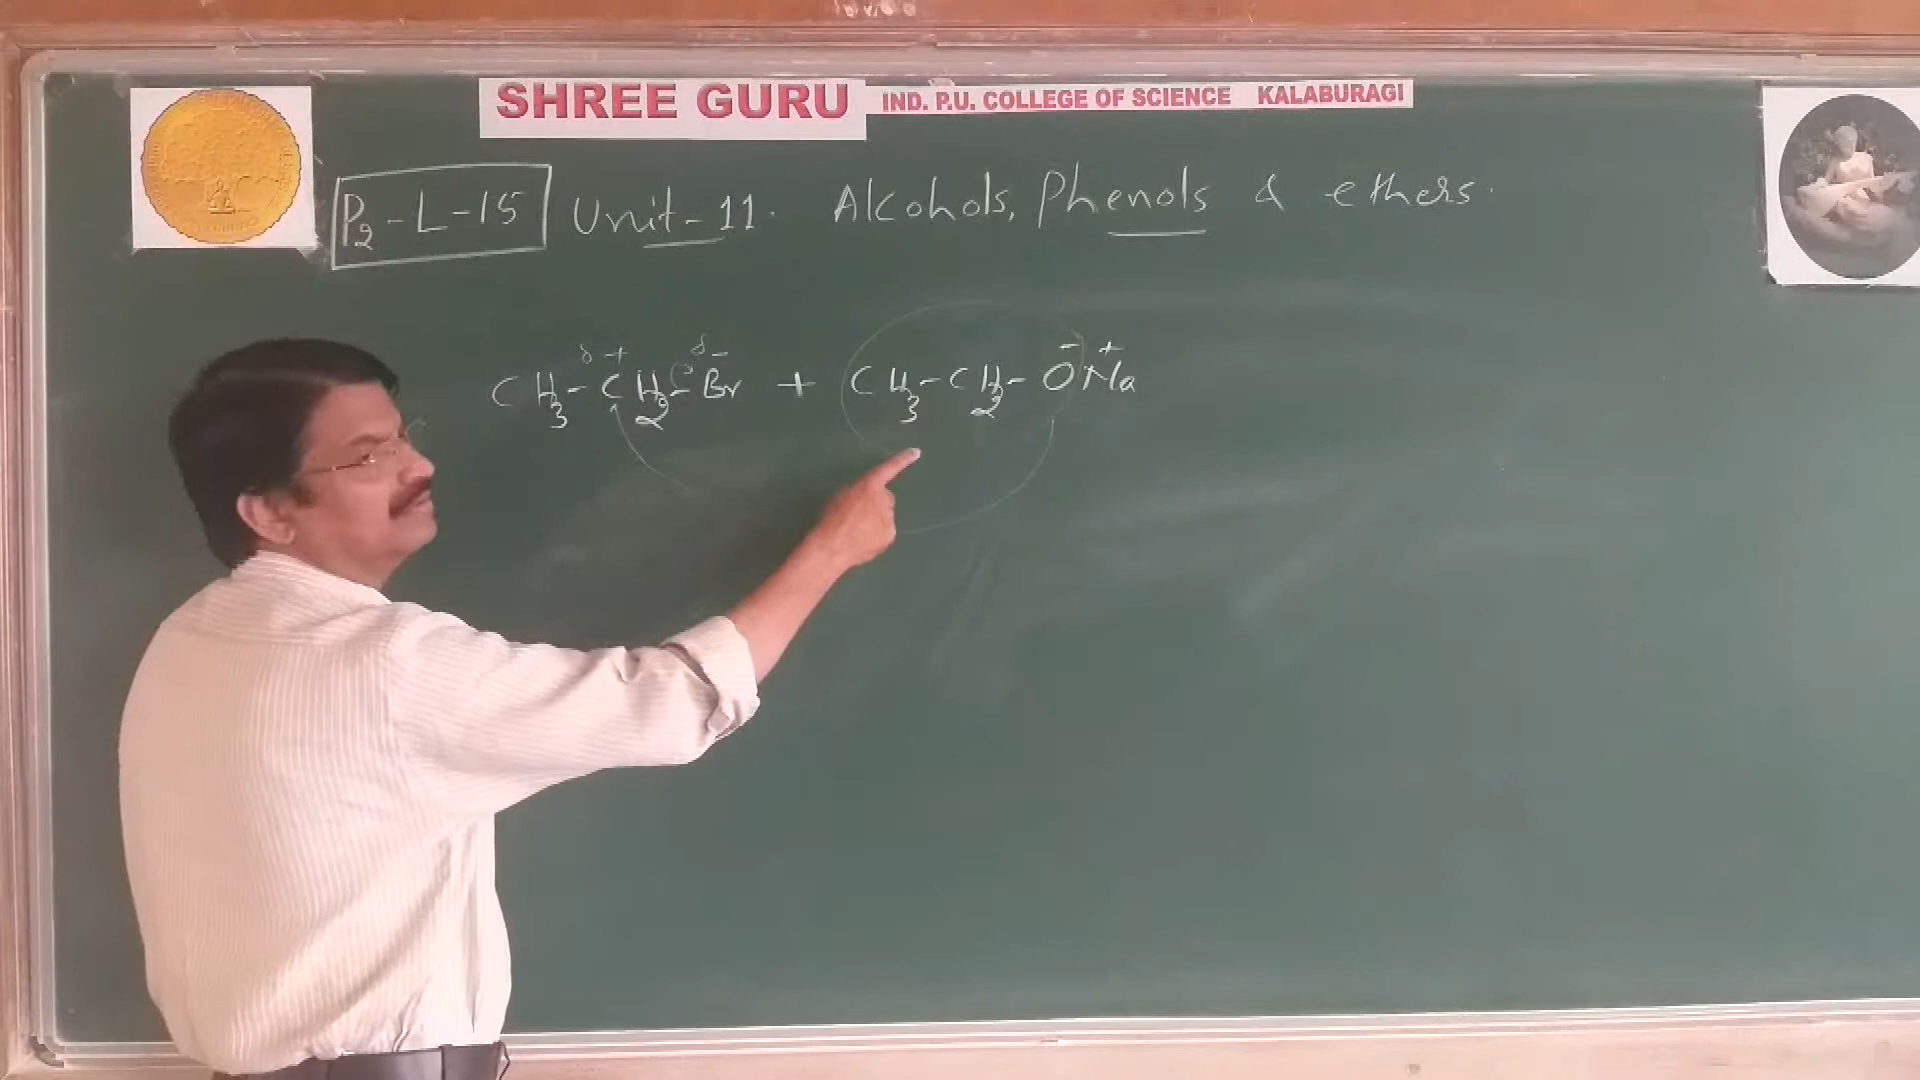 SHREE GURU IND. P.U. COLLEGE OF SCIENCE KALABURAGI
P₂-L-15 Unit-11. Alcohols, Phenols & ethers.
CH₃-C^δ+H₂-Br^δ- + CH₃-CH₂-O⁻Na⁺